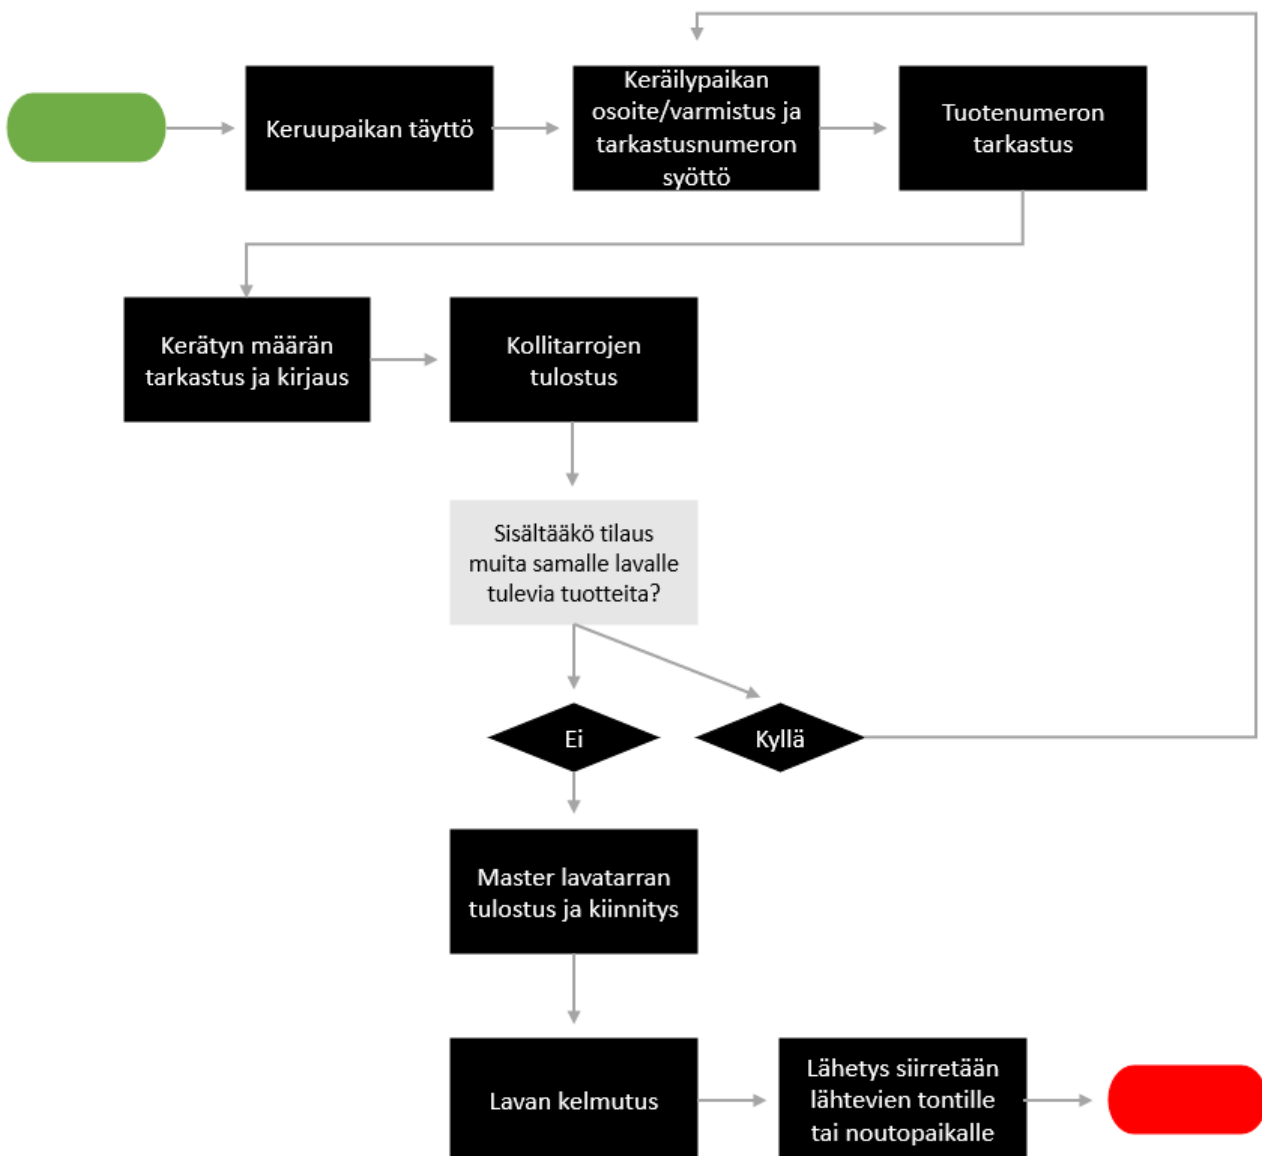 Keruupaikan täyttö
Keräilypaikan
osoite/varmistus ja
tarkastusnumeron
syöttö
Tuotenumeron
tarkastus
Kerätyn määrän
tarkastus ja kirjaus
Kollitarrojen
tulostus
Sisältääkö tilaus
muita samalle lavalle
tulevia tuotteita?
Ei
Kyllä
Master lavatarran
tulostus ja kiinnitys
Lavan kelmutus
Lähetys siirretään
lähtevien tontille
tai noutopaikalle